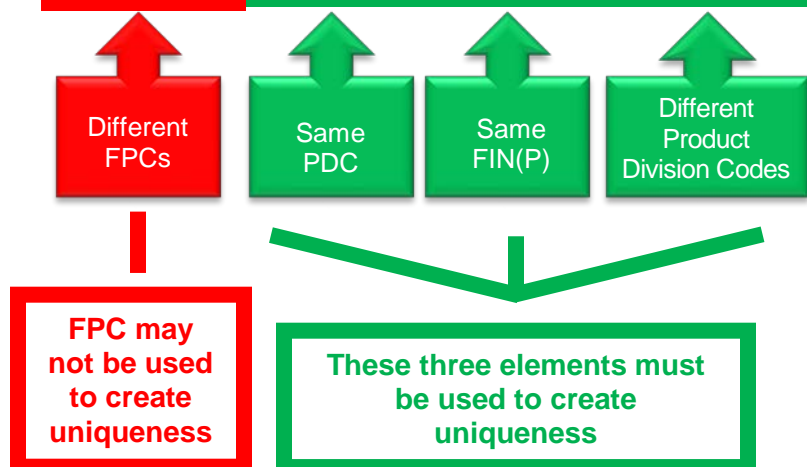 Different
FPCs
Same
PDC
Same
FIN(P)
Different
Product
Division Codes
FPC may
not be used
to create
uniqueness
These three elements must
be used to create
uniqueness